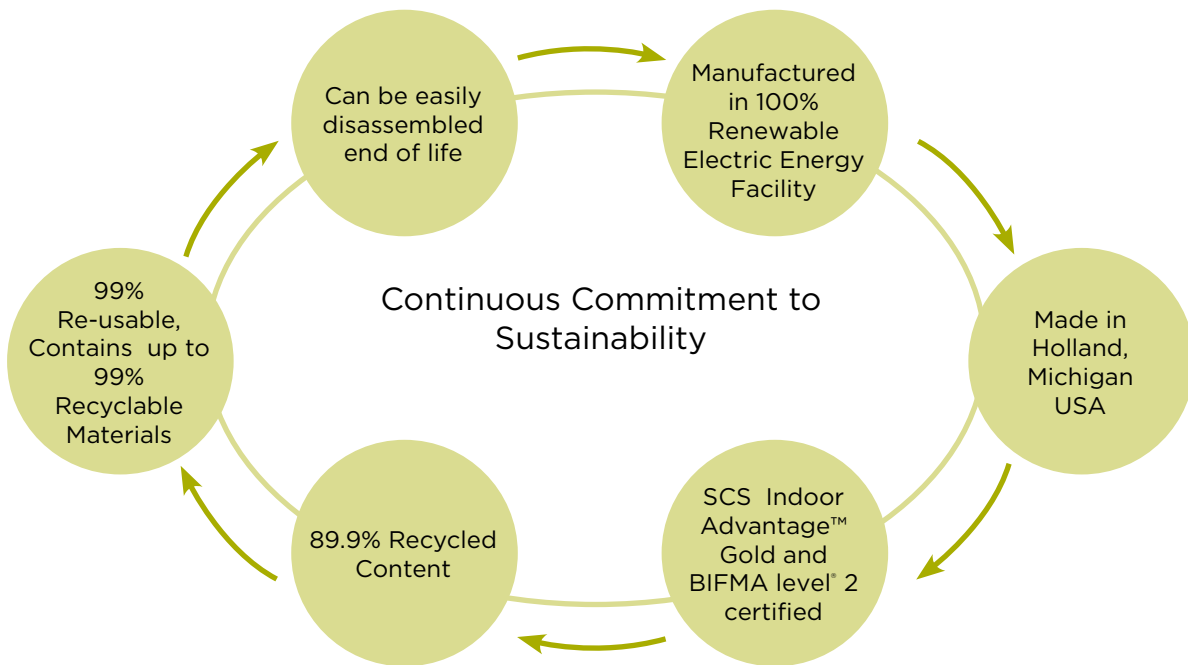 Can be easily
disassembled
end of life
Manufactured
in 100%
Renewable
Electric Energy
Facility
99%
Re-usable,
Contains up to
99%
Recyclable
Materials
Continuous Commitment to
Sustainability
Made in
Holland,
Michigan
USA
89.9% Recycled
Content
SCS Indoor
Advantage™
Gold and
BIFMA level® 2
certified